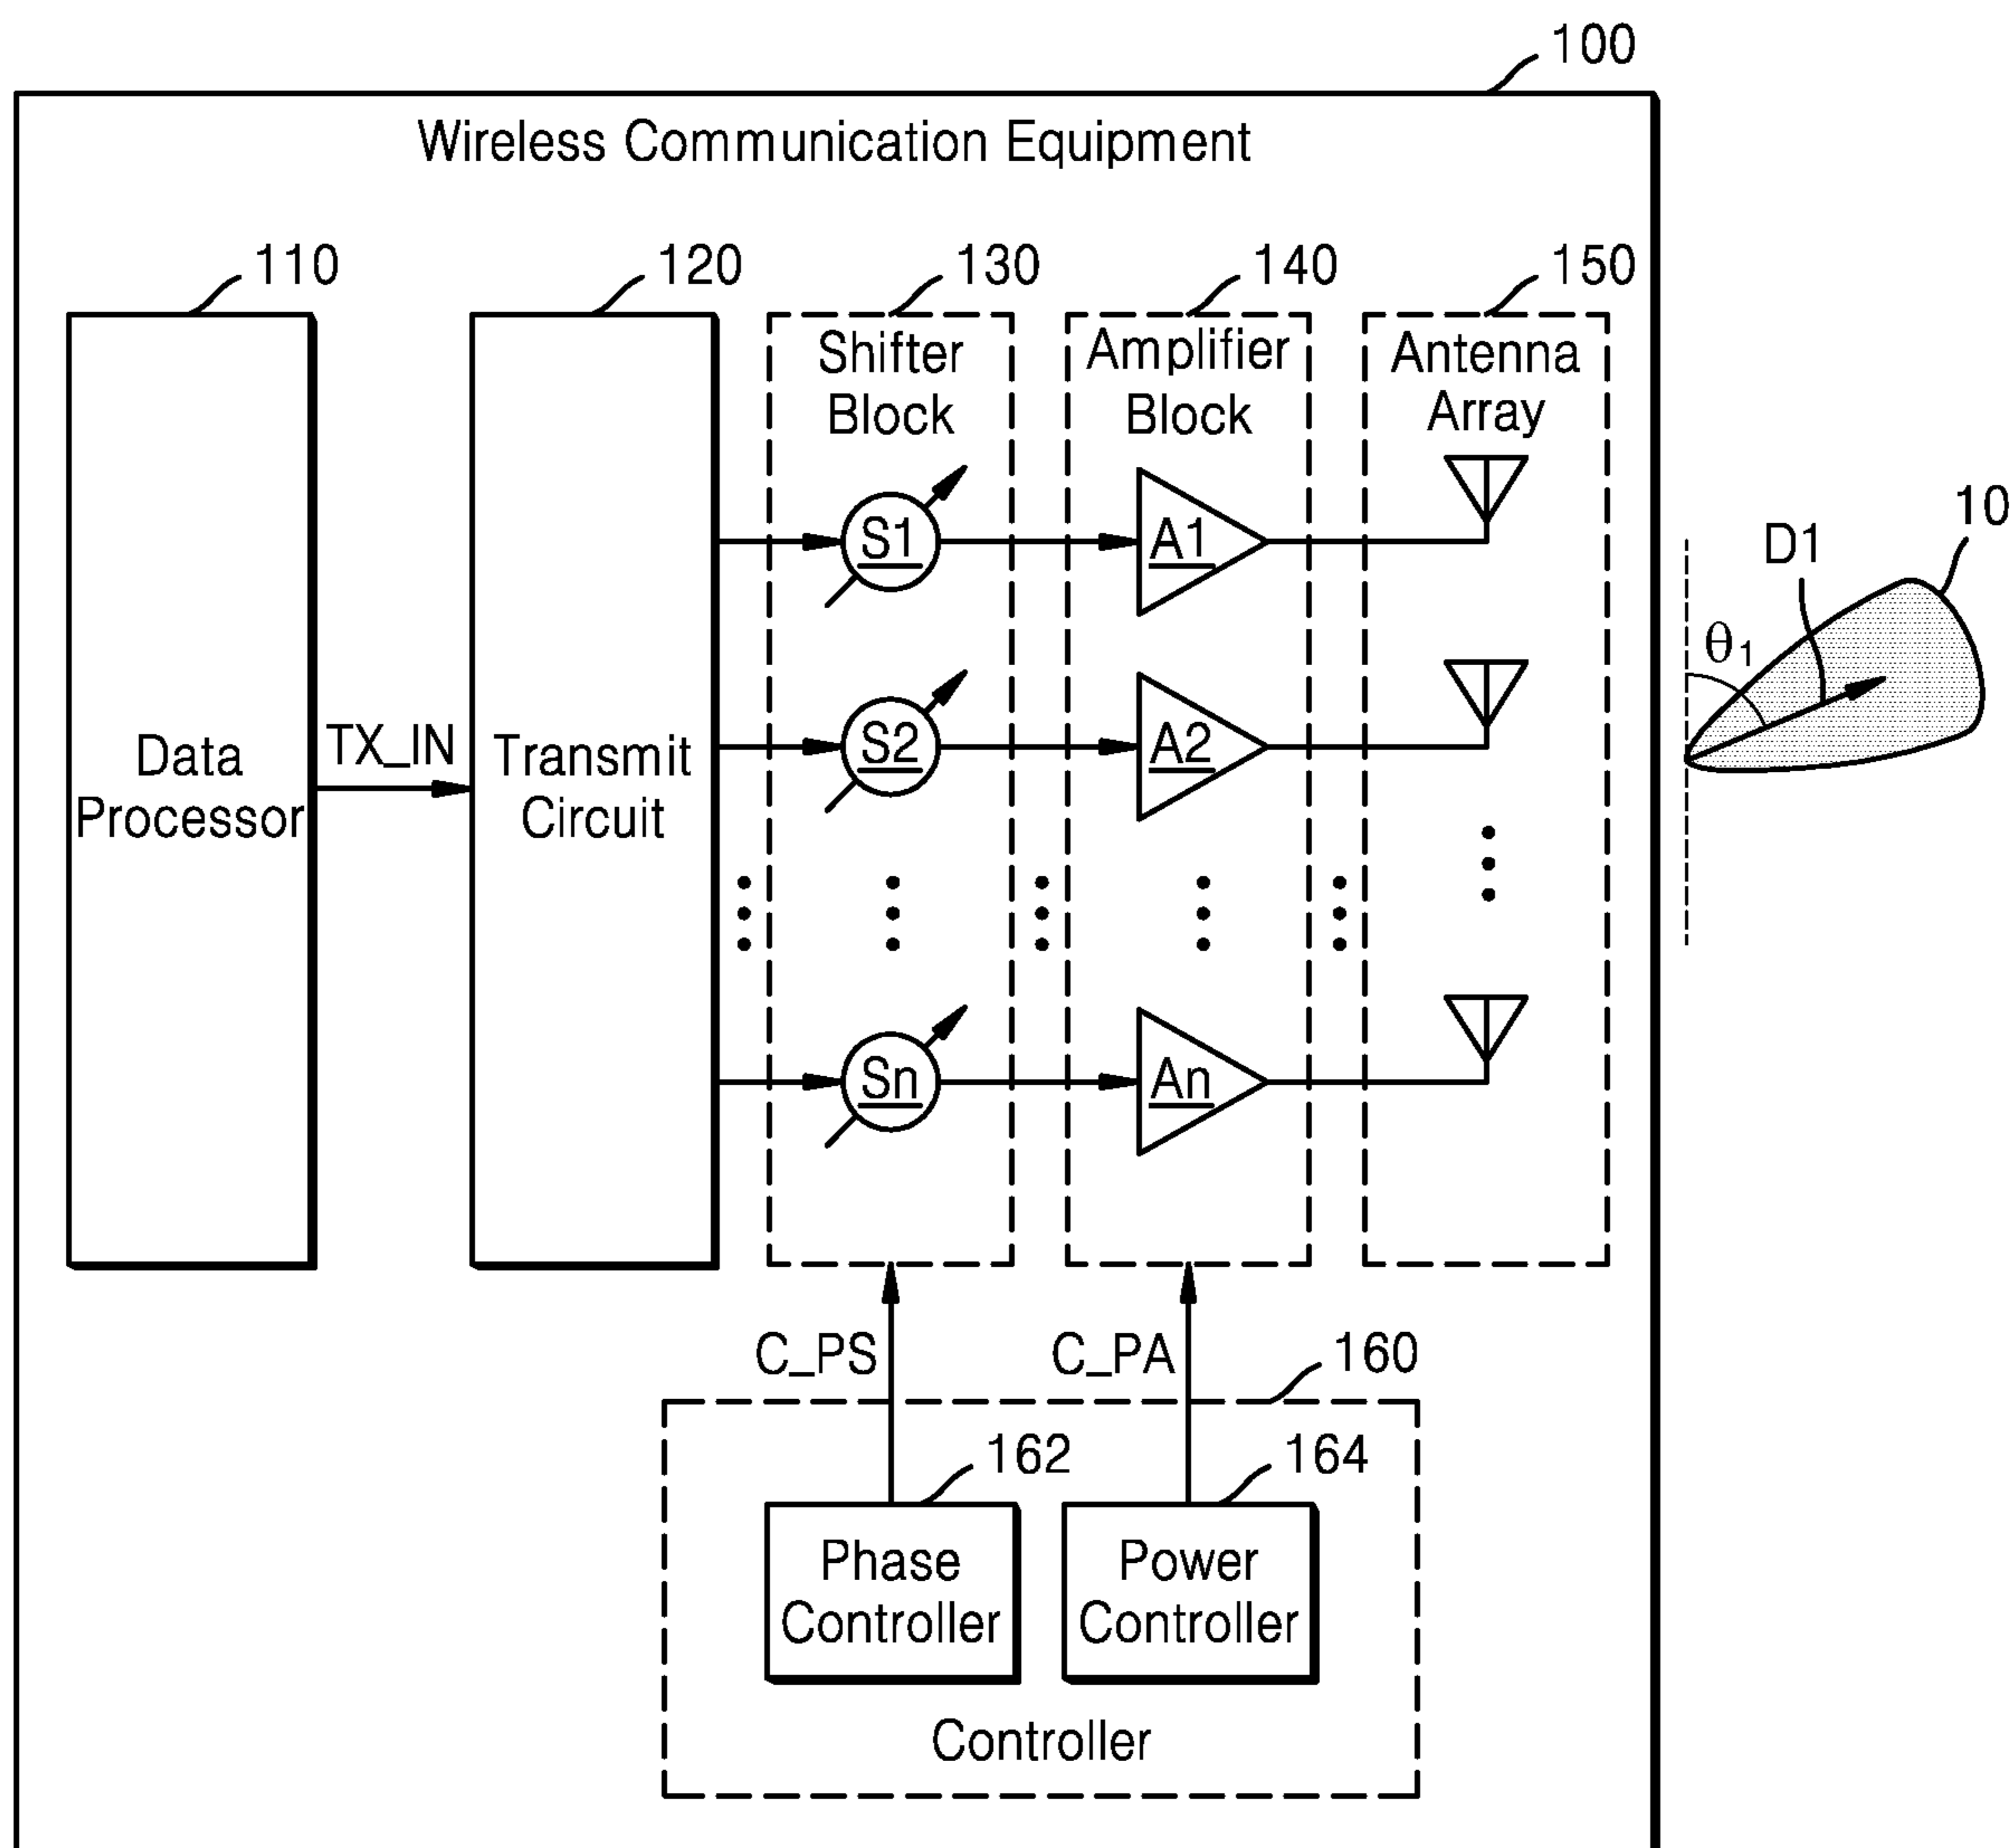 100
Wireless Communication Equipment
110
120
130
140
150
Shifter
Block
Amplifier
Block
Antenna
Array
10
D1
θ1
S1
A1
S2
A2
Data
Processor
TX_IN
Transmit
Circuit
Sn
An
C_PS
C_PA
160
162
164
Phase
Controller
Power
Controller
Controller